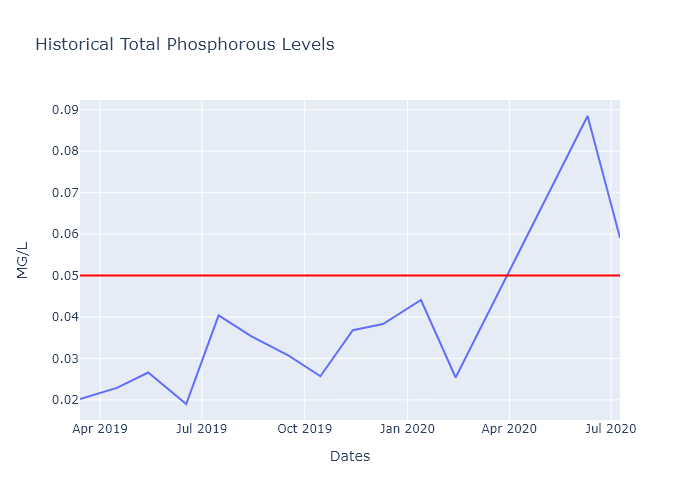 Historical Total Phosphorous Levels
0.09
0.08
0.07
0.06
0.05
0.04
0.03
0.02
MG/L
Apr 2019 Jul 2019 Oct 2019 Jan 2020 Apr 2020 Jul 2020
Dates